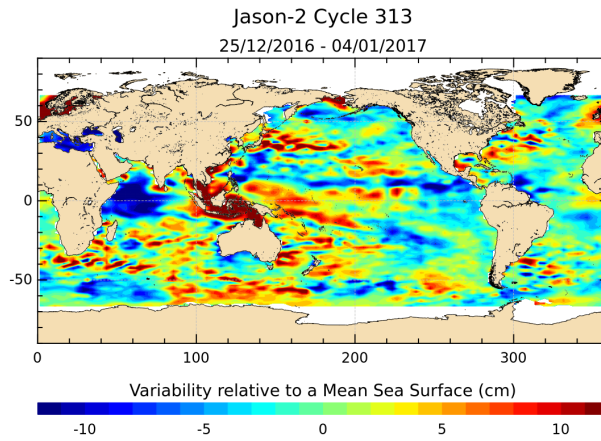 Jason-2 Cycle 313
25/12/2016 - 04/01/2017
50
0
-50
0 100 200 300
Variability relative to a Mean Sea Surface (cm)
-10 -5 0 5 10